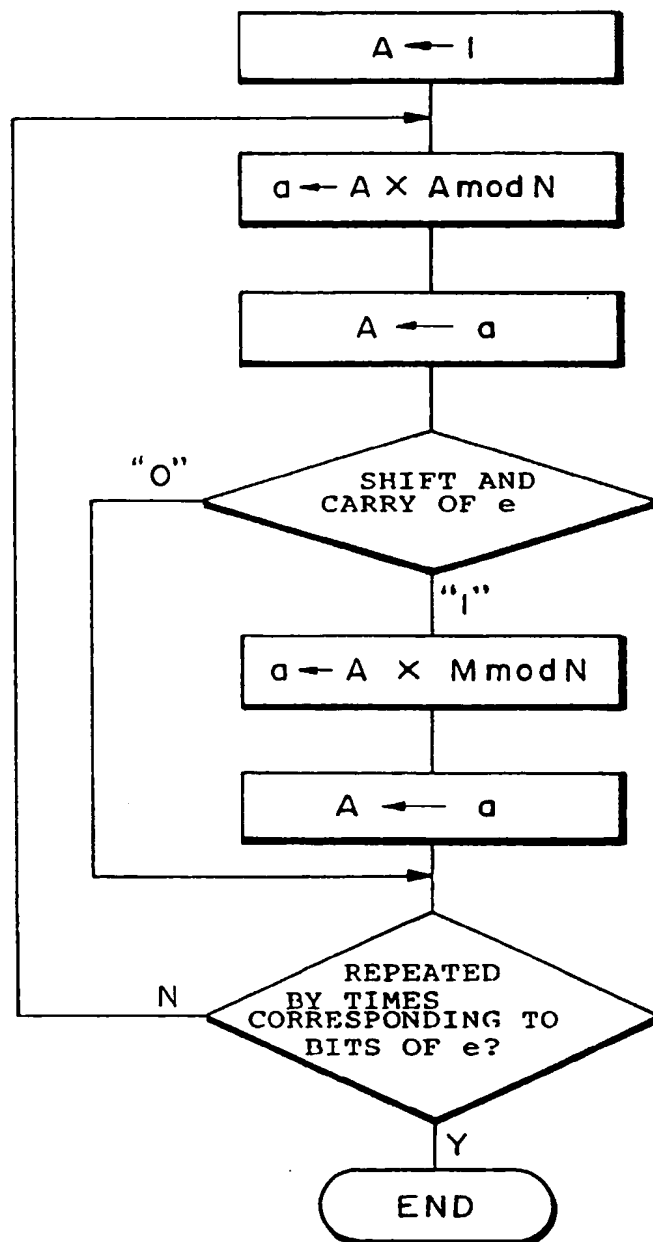 A ← 1
a ← A × A mod N
A ← a
"0"
SHIFT AND
CARRY OF e
"1"
a ← A × M mod N
A ← a
N
REPEATED
BY TIMES
CORRESPONDING TO
BITS OF e?
Y
END